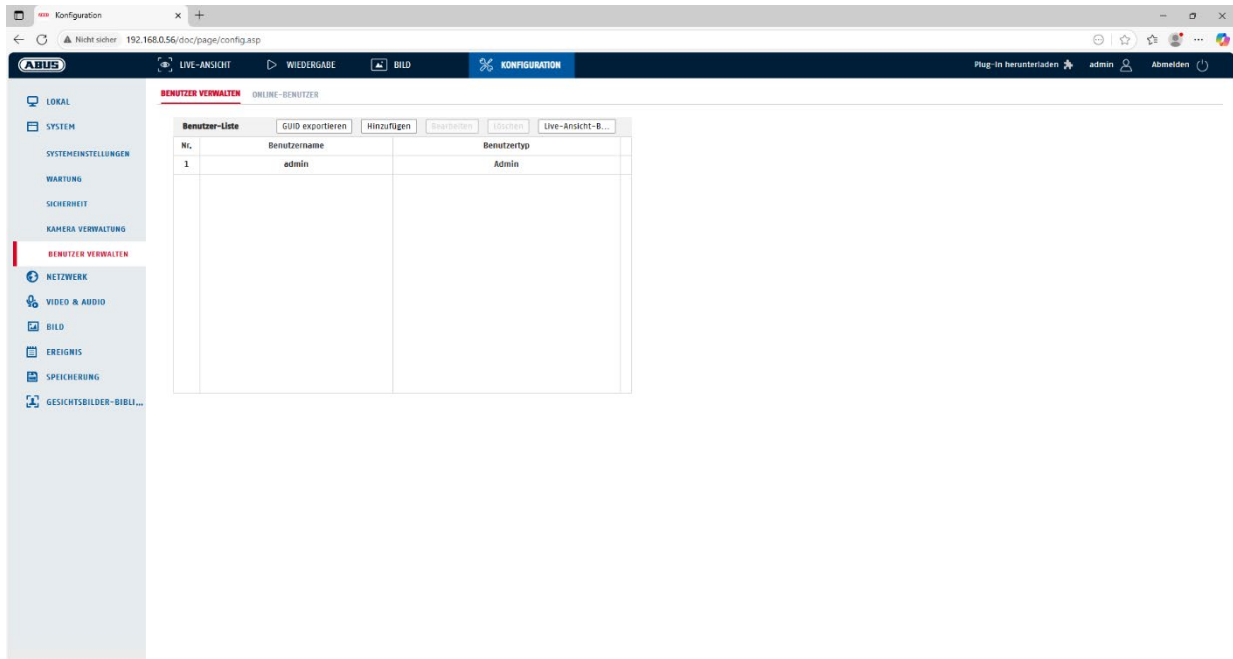 Konfiguration
Nicht sicher 192.168.0.56/doc/page/config.asp
ABUS LIVE-ANSICHT WIEDERGABE BILD KONFIGURATION Plug-in herunterladen admin Abmelden
BENUTZER VERWALTEN ONLINE-BENUTZER
LOKAL
SYSTEM
SYSTEMEINSTELLUNGEN
WARTUNG
SICHERHEIT
KAMERA VERWALTUNG
BENUTZER VERWALTEN
NETZWERK
VIDEO & AUDIO
BILD
EREIGNIS
SPEICHERUNG
GESICHTSBILDER-BIBLI...
Benutzer-Liste GUID exportieren Hinzufügen Bearbeiten Löschen Live-Ansicht-B...
Nr. Benutzername Benutzertyp
1 admin Admin